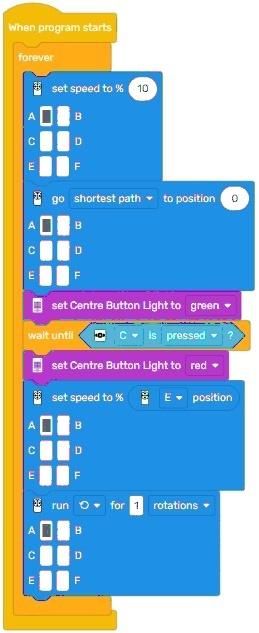 When program starts
forever
set speed to % 10
A B
C D
E F
go shortest path to position 0
A B
C D
E F
set Centre Button Light to green
wait until C is pressed ?
set Centre Button Light to red
set speed to % E position
A B
C D
E F
run for 1 rotations
A B
C D
E F